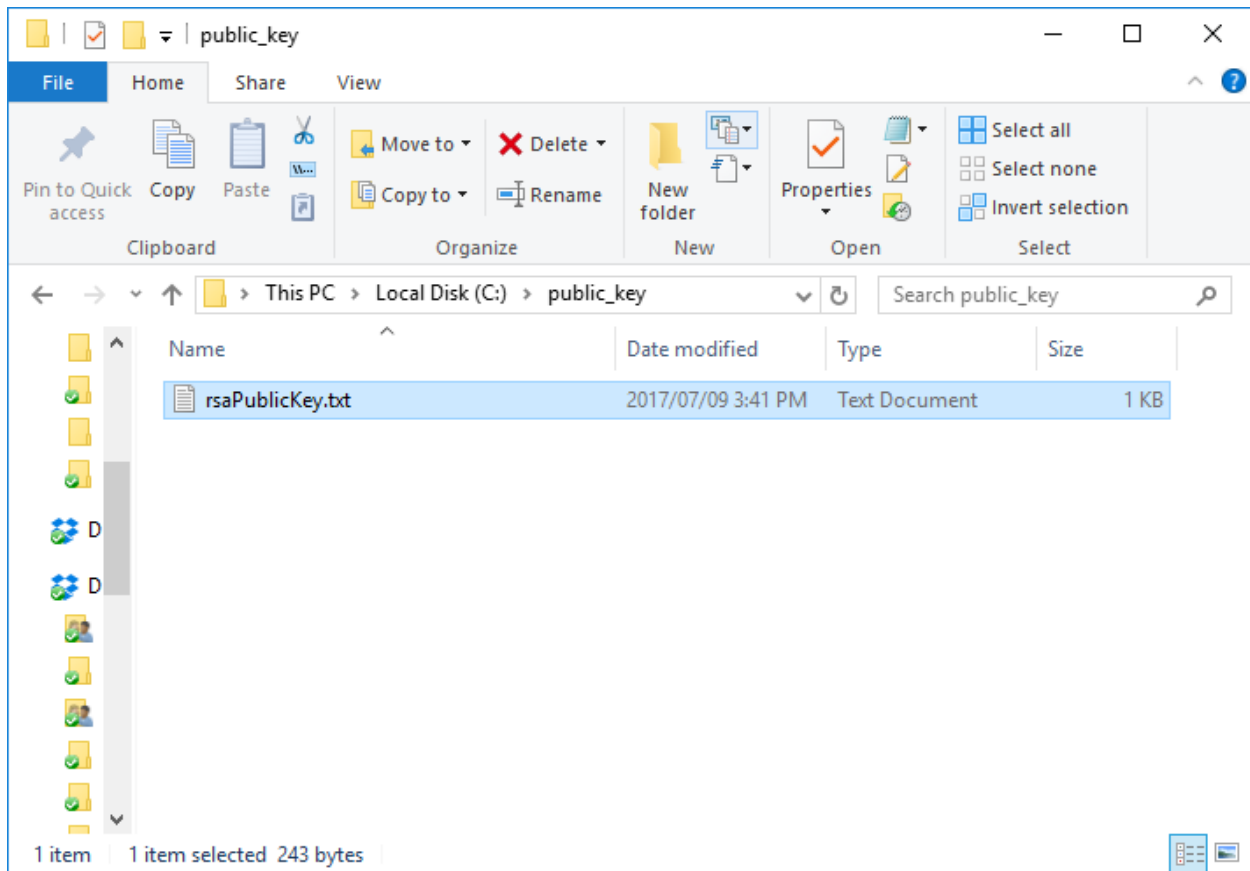 public_key
File Home Share View
Pin to Quick access
Copy
Paste
Move to
Copy to
Delete
Rename
New folder
Properties
Select all
Select none
Invert selection
Clipboard Organize New Open Select
This PC > Local Disk (C:) > public_key
Search public_key
Name Date modified Type Size
rsaPublicKey.txt 2017/07/09 3:41 PM Text Document 1 KB
D
D
1 item 1 item selected 243 bytes